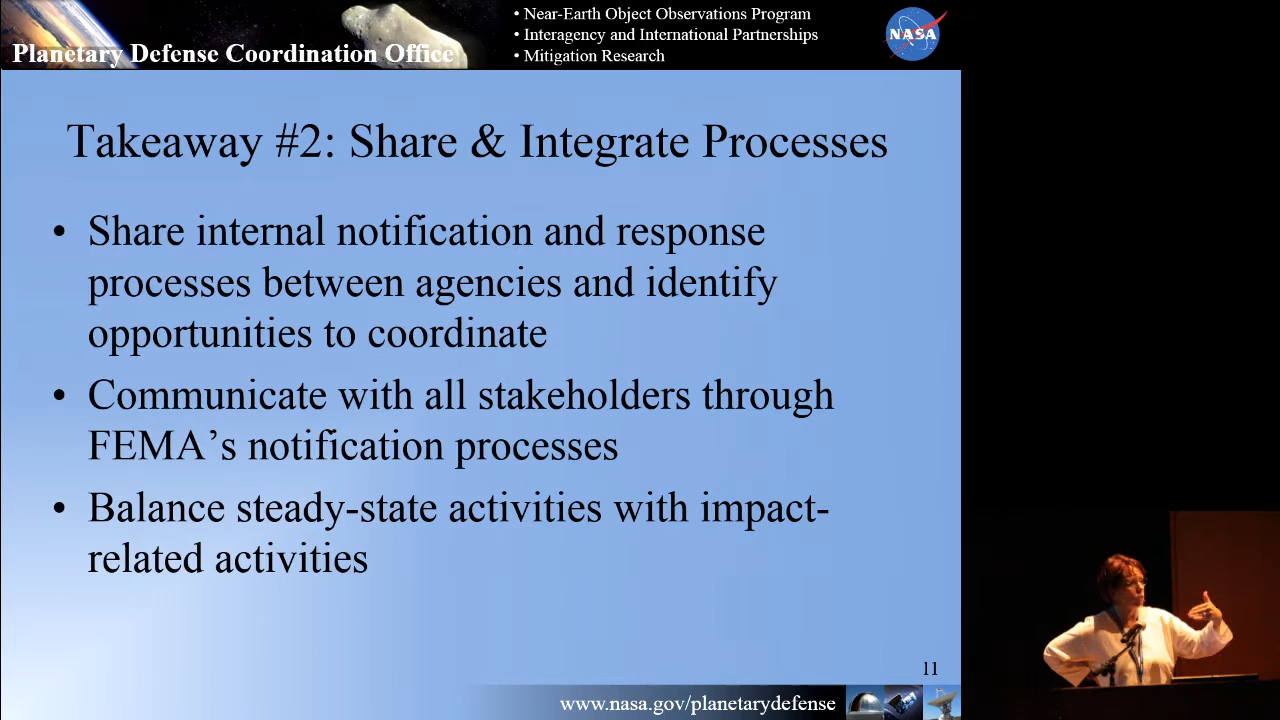 Planetary Defense Coordination Office
• Near-Earth Object Observations Program
• Interagency and International Partnerships
• Mitigation Research
NASA
Takeaway #2: Share & Integrate Processes
• Share internal notification and response
processes between agencies and identify
opportunities to coordinate
• Communicate with all stakeholders through
FEMA’s notification processes
• Balance steady-state activities with impact-
related activities
11
www.nasa.gov/planetarydefense